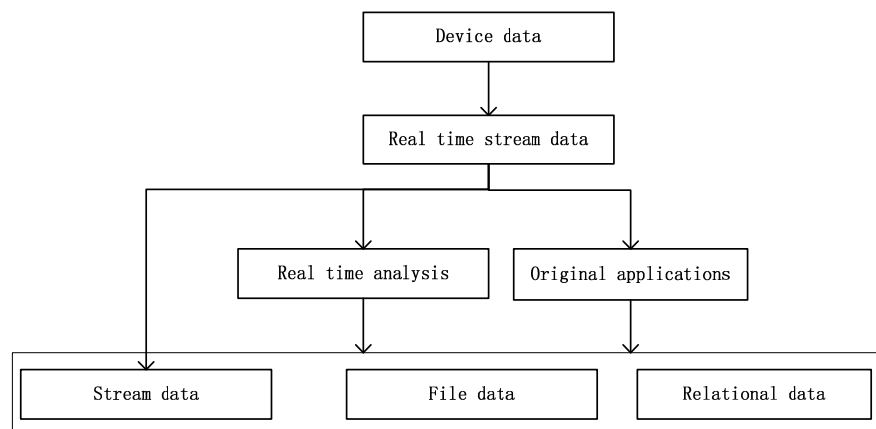 Device data
Real time stream data
Real time analysis
Original applications
Stream data
File data
Relational data